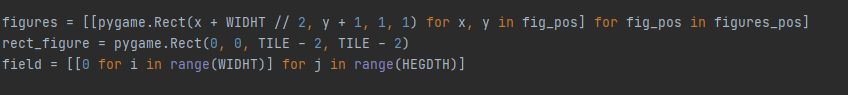 figures = [[pygame.Rect(x + WIDHT // 2, y + 1, 1, 1) for x, y in fig_pos] for fig_pos in figures_pos]
rect_figure = pygame.Rect(0, 0, TILE - 2, TILE - 2)
field = [[0 for i in range(WIDHT)] for j in range(HEGDTH)]